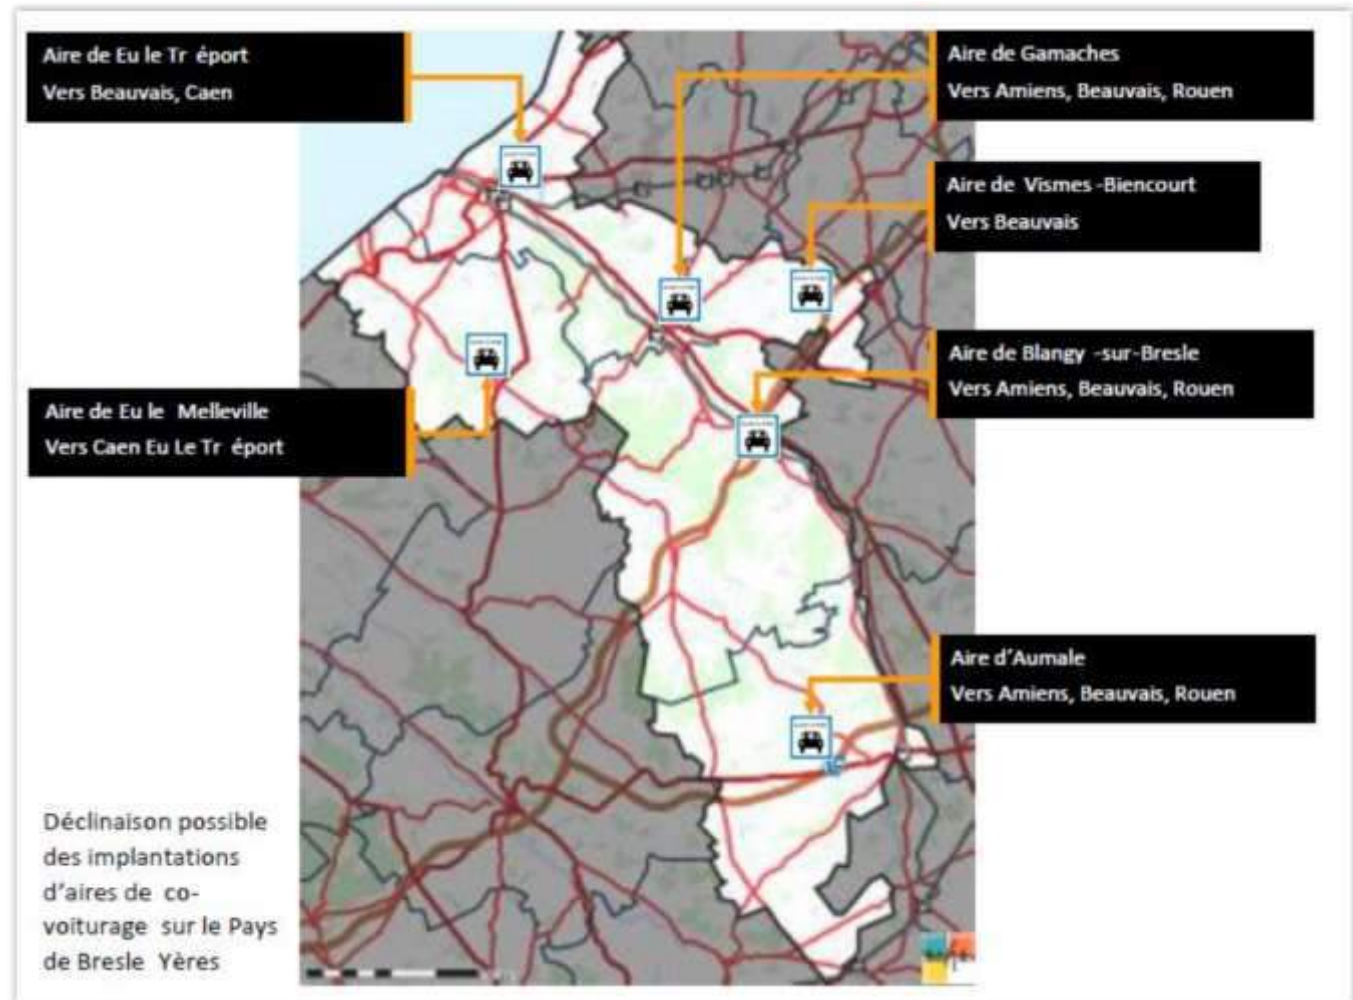 Aire de Eu le Tr éport
Vers Beauvais, Caen
Aire de Gamaches
Vers Amiens, Beauvais, Rouen
Aire de Vismes -Biencourt
Vers Beauvais
Aire de Blangy -sur-Bresle
Vers Amiens, Beauvais, Rouen
Aire de Eu le Melleville
Vers Caen Eu Le Tr éport
Aire d'Aumale
Vers Amiens, Beauvais, Rouen
Déclinaison possible
des implantations
d'aires de co-
voiturage sur le Pays
de Bresle Yères